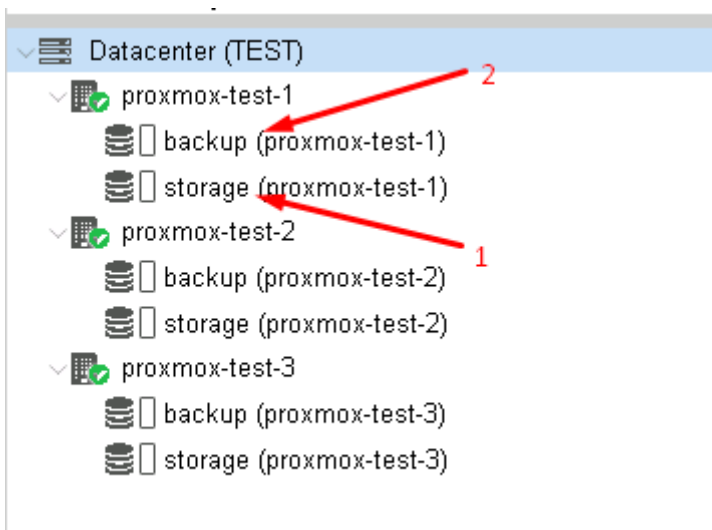 Datacenter (TEST)
proxmox-test-1
2
backup (proxmox-test-1)
storage (proxmox-test-1)
proxmox-test-2
1
backup (proxmox-test-2)
storage (proxmox-test-2)
proxmox-test-3
backup (proxmox-test-3)
storage (proxmox-test-3)